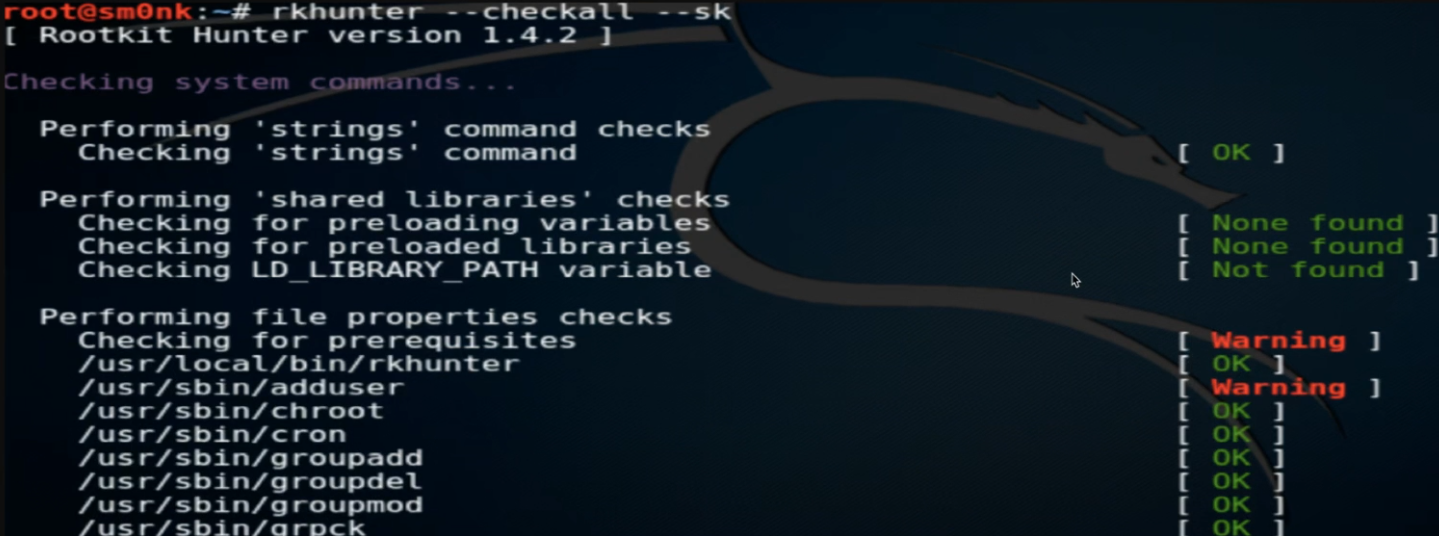 root@sm0nk:~# rkhunter --checkall --sk
[ Rootkit Hunter version 1.4.2 ]
Checking system commands...
Performing 'strings' command checks
Checking 'strings' command [ OK ]
Performing 'shared libraries' checks
Checking for preloading variables [ None found ]
Checking for preloaded libraries [ None found ]
Checking LD_LIBRARY_PATH variable [ Not found ]
Performing file properties checks
Checking for prerequisites [ Warning ]
/usr/local/bin/rkhunter [ OK ]
/usr/sbin/adduser [ Warning ]
/usr/sbin/chroot [ OK ]
/usr/sbin/cron [ OK ]
/usr/sbin/groupadd [ OK ]
/usr/sbin/groupdel [ OK ]
/usr/sbin/groupmod [ OK ]
/usr/sbin/grpck [ OK ]